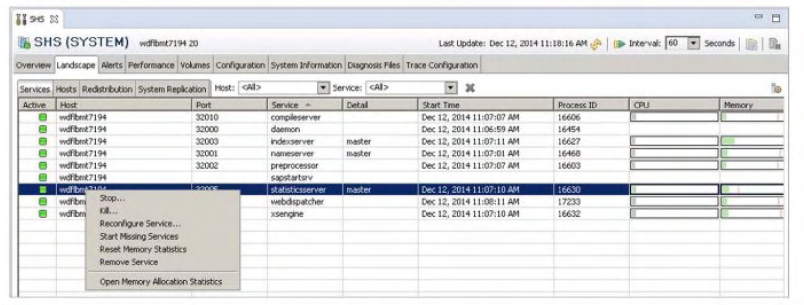 SHS
SHS (SYSTEM) wdflbmt7194 20 Last Update: Dec 12, 2014 11:18:16 AM Interval: 60 Seconds
Overview Landscape Alerts Performance Volumes Configuration System Information Diagnosis Files Trace Configuration
Services Hosts Redistribution System Replication Host: <All> Service: <All>
Active Host Port Service Detail Start Time Process ID CPU Memory
wdflbmt7194 32010 compileserver Dec 12, 2014 11:07:07 AM 16606
wdflbmt7194 32000 daemon Dec 12, 2014 11:06:59 AM 16454
wdflbmt7194 32003 indexserver master Dec 12, 2014 11:07:11 AM 16627
wdflbmt7194 32001 nameserver master Dec 12, 2014 11:07:01 AM 16468
wdflbmt7194 32002 preprocessor Dec 12, 2014 11:07:07 AM 16603
wdflbmt7194 sapstartsrv
wdflbmt7194 32005 statisticsserver master Dec 12, 2014 11:07:10 AM 16630
wdflbm webdispatcher Dec 12, 2014 11:08:11 AM 17233
wdflbm xsengine Dec 12, 2014 11:07:10 AM 16632
Stop...
Kill...
Reconfigure Service...
Start Missing Services
Reset Memory Statistics
Remove Service
Open Memory Allocation Statistics